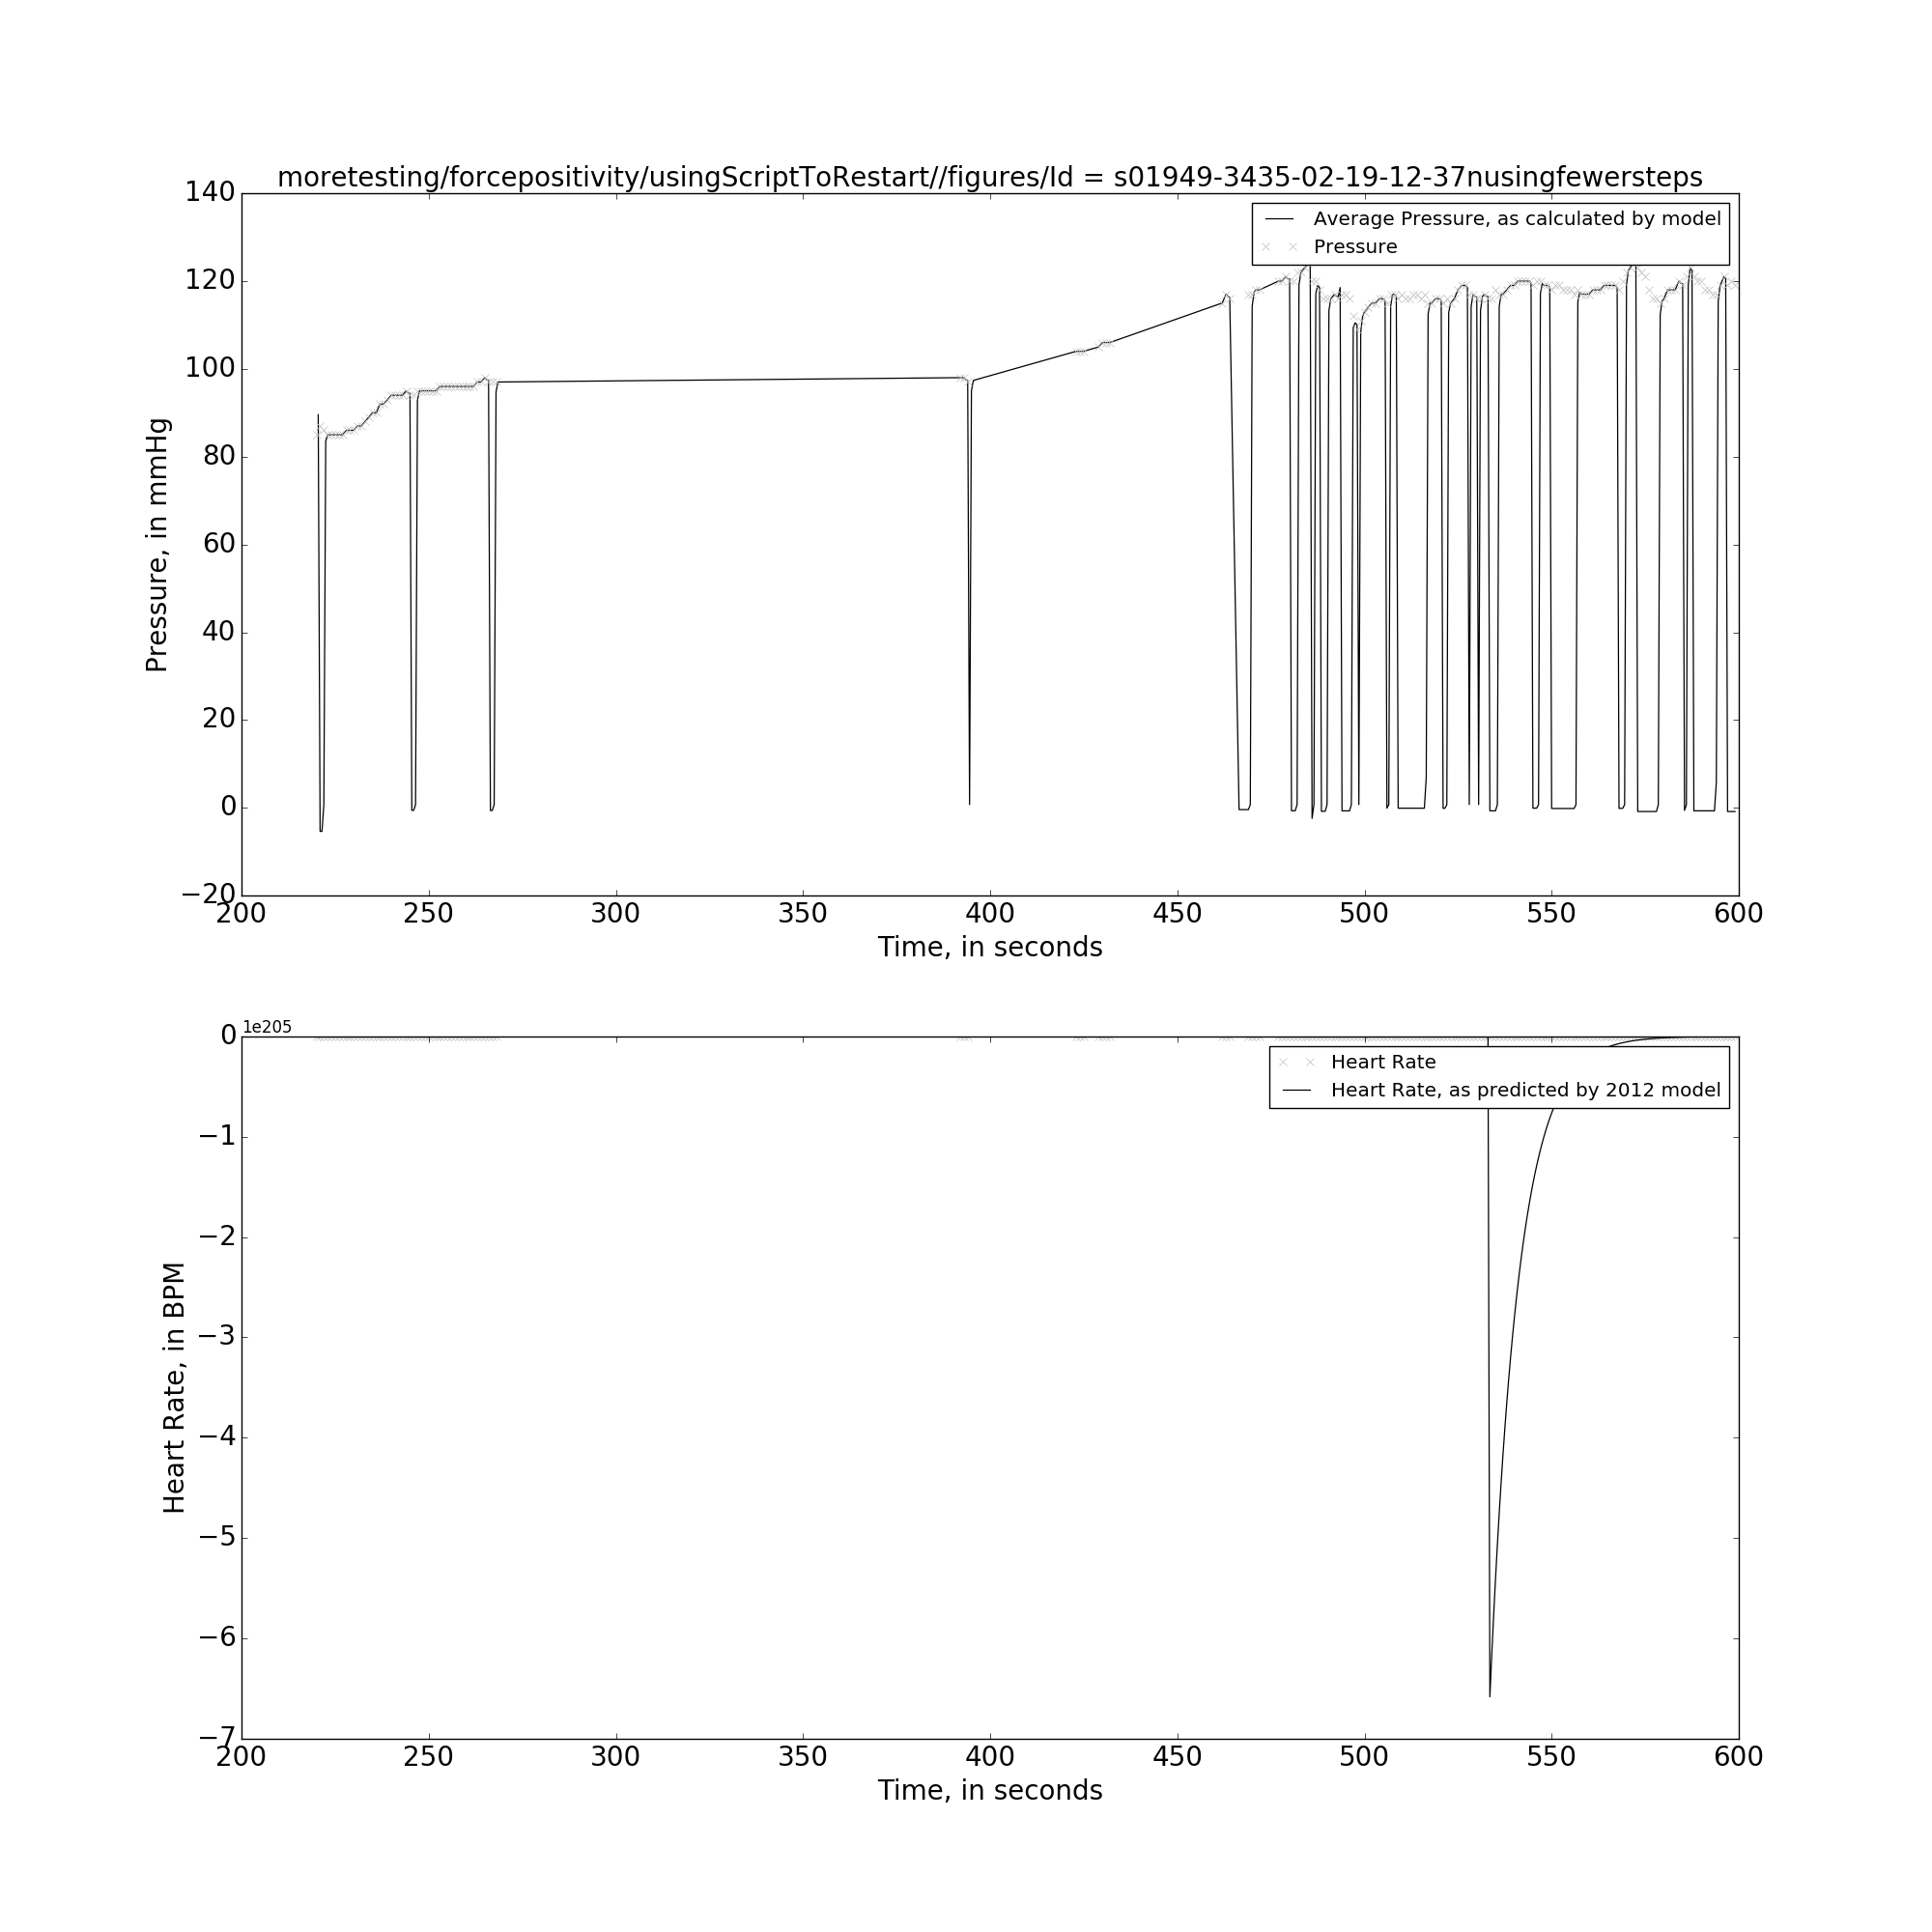 moretesting/forcepositivity/usingScriptToRestart//figures/Id = s01949-3435-02-19-12-37nusingfewersteps
140
120
100
80
60
40
20
0
−20
Pressure, in mmHg
Average Pressure, as calculated by model
Pressure
200 250 300 350 400 450 500 550 600
Time, in seconds
1e205
0
−1
−2
−3
−4
−5
−6
−7
Heart Rate, in BPM
Heart Rate
Heart Rate, as predicted by 2012 model
200 250 300 350 400 450 500 550 600
Time, in seconds